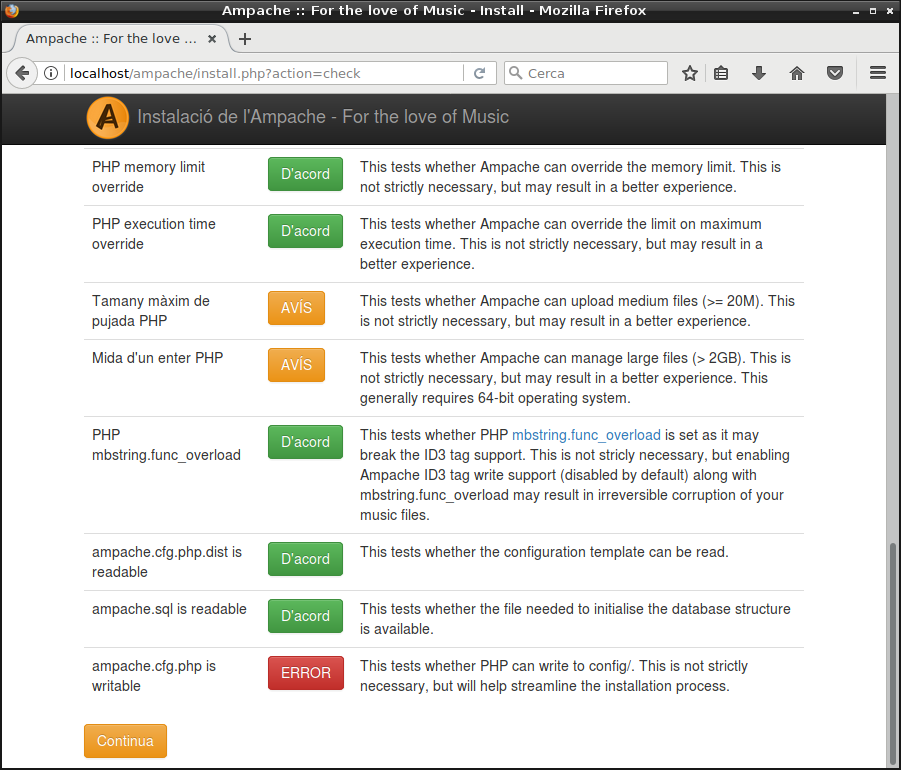 Ampache :: For the love of Music - Install - Mozilla Firefox
Ampache :: For the love ...
localhost/ampache/install.php?action=check
Cerca
Instalació de l'Ampache - For the love of Music
PHP memory limit
override
D'acord
This tests whether Ampache can override the memory limit. This is
not strictly necessary, but may result in a better experience.
PHP execution time
override
D'acord
This tests whether Ampache can override the limit on maximum
execution time. This is not strictly necessary, but may result in a
better experience.
Tamany màxim de
pujada PHP
AVÍS
This tests whether Ampache can upload medium files (>= 20M). This
is not strictly necessary, but may result in a better experience.
Mida d'un enter PHP
AVÍS
This tests whether Ampache can manage large files (> 2GB). This is
not strictly necessary, but may result in a better experience. This
generally requires 64-bit operating system.
PHP
mbstring.func_overload
D'acord
This tests whether PHP mbstring.func_overload is set as it may
break the ID3 tag support. This is not stricly necessary, but enabling
Ampache ID3 tag write support (disabled by default) along with
mbstring.func_overload may result in irreversible corruption of your
music files.
ampache.cfg.php.dist is
readable
D'acord
This tests whether the configuration template can be read.
ampache.sql is readable
D'acord
This tests whether the file needed to initialise the database structure
is available.
ampache.cfg.php is
writable
ERROR
This tests whether PHP can write to config/. This is not strictly
necessary, but will help streamline the installation process.
Continua